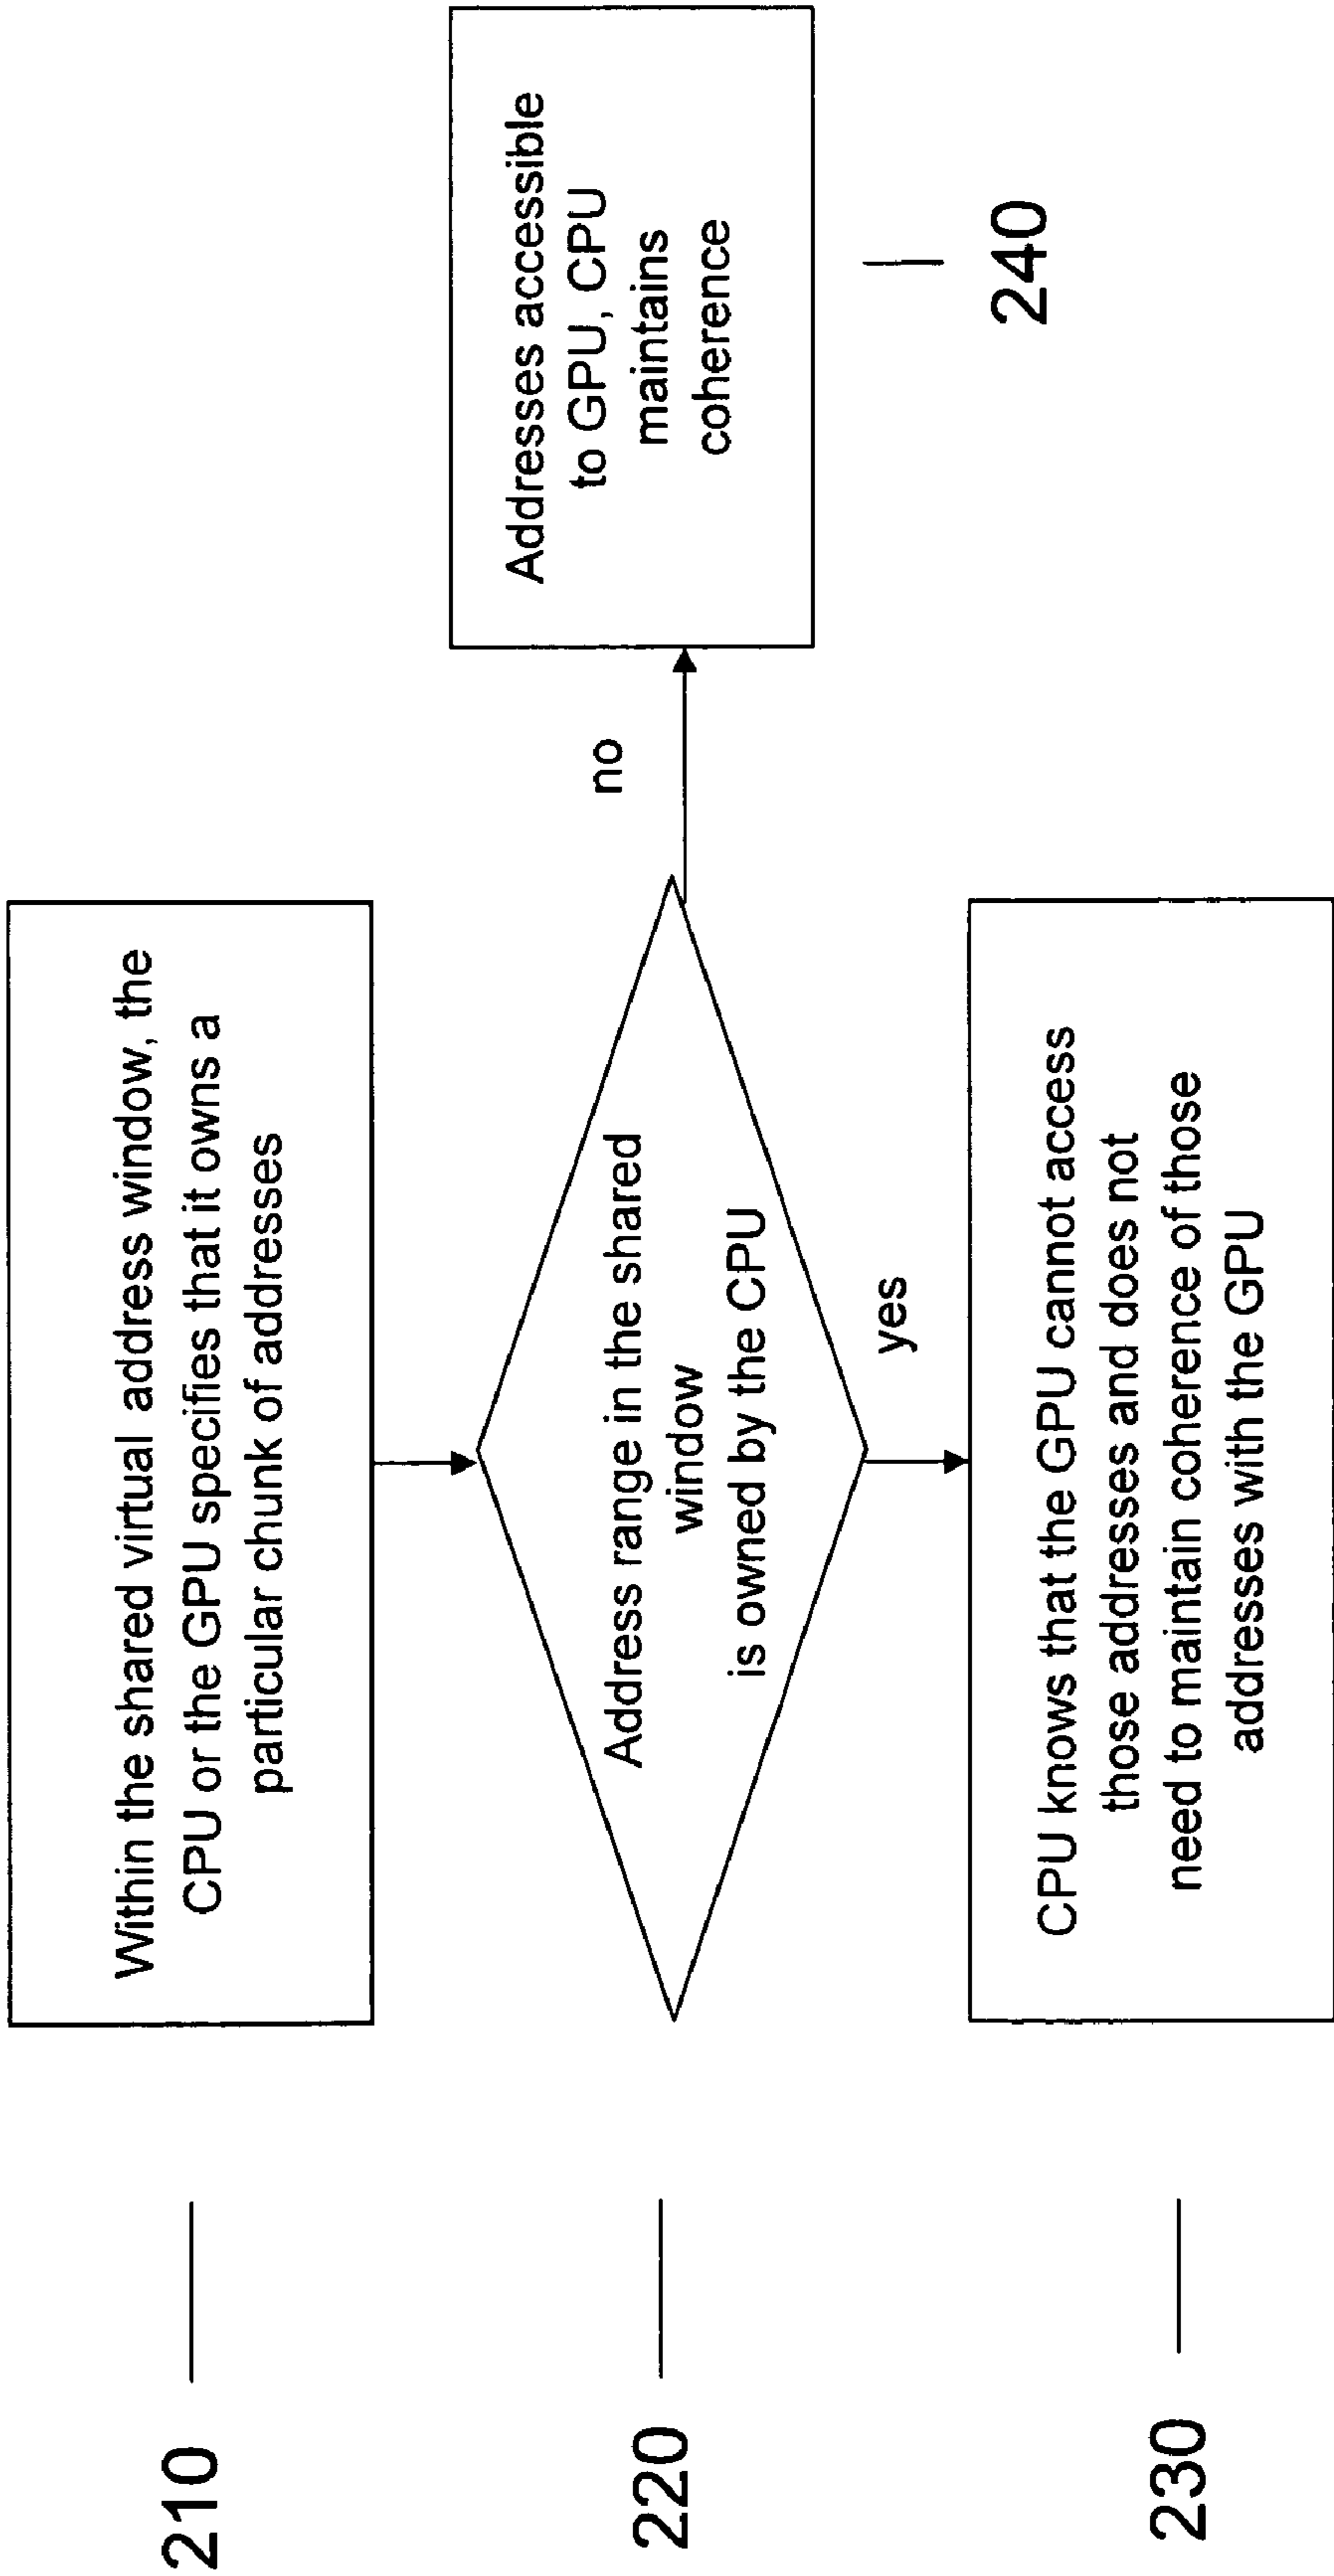 210
Within the shared virtual address window, the
CPU or the GPU specifies that it owns a
particular chunk of addresses
220
Address range in the shared
window
is owned by the CPU
no
Addresses accessible
to GPU, CPU
maintains
coherence
240
yes
230
CPU knows that the GPU cannot access
those addresses and does not
need to maintain coherence of those
addresses with the GPU